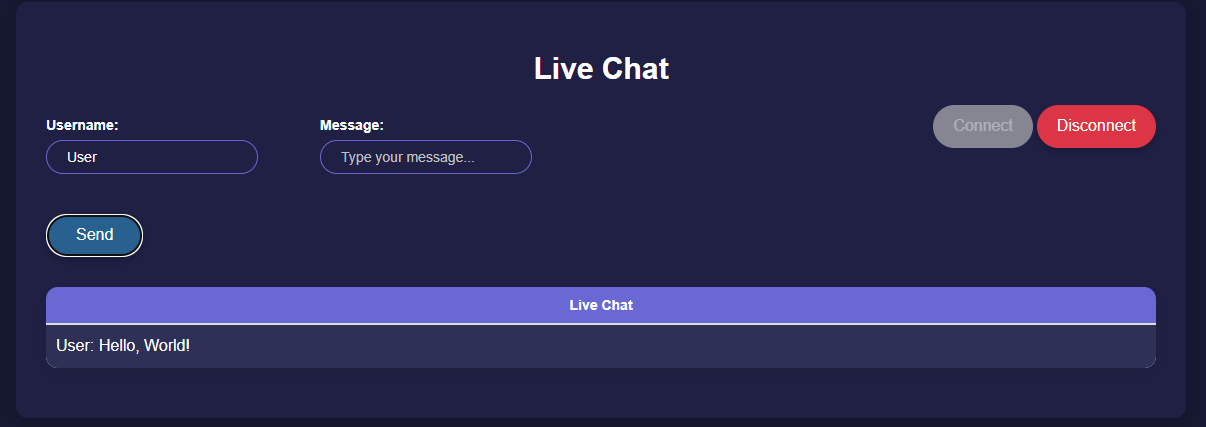 Live Chat
Username:
Message:
Connect
Disconnect
User
Type your message...
Send
Live Chat
User: Hello, World!